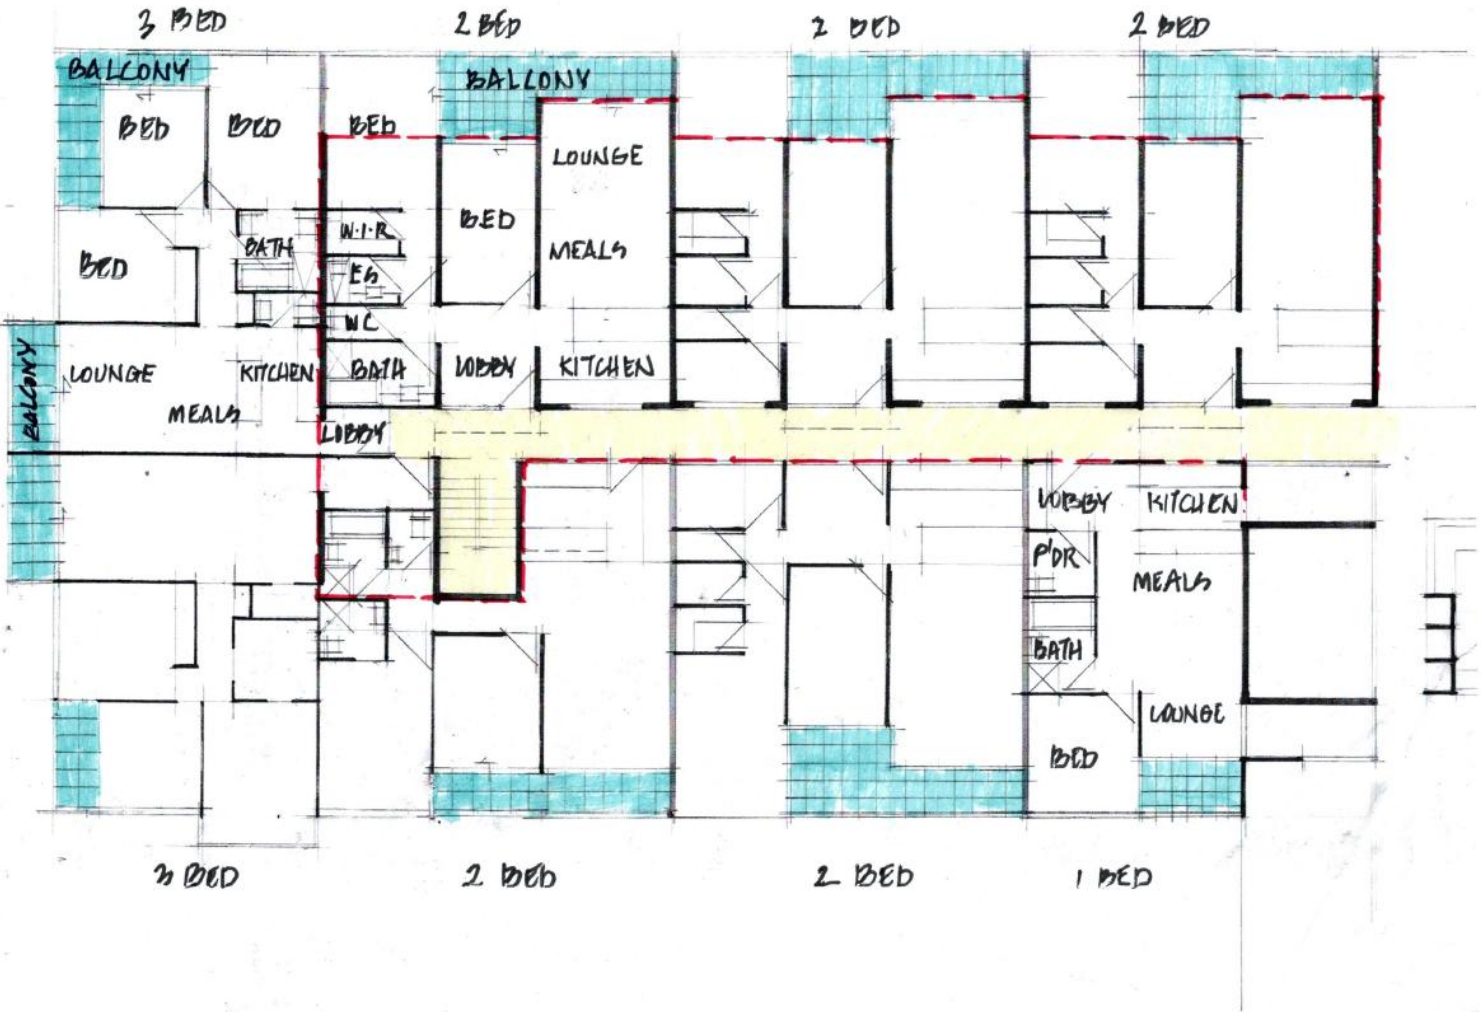 3 BED
2 BED
2 BED
2 BED
BALCONY
BALCONY
BED
BED
BED
LOUNGE
BED
W.I.R
BATH
MEALS
BED
ES
WC
BALCONY
LOUNGE
KITCHEN
BATH
LOBBY
KITCHEN
MEALS
LOBBY
LOBBY
KITCHEN
P'DR
MEALS
BATH
LOUNGE
BED
3 BED
2 BED
2 BED
1 BED